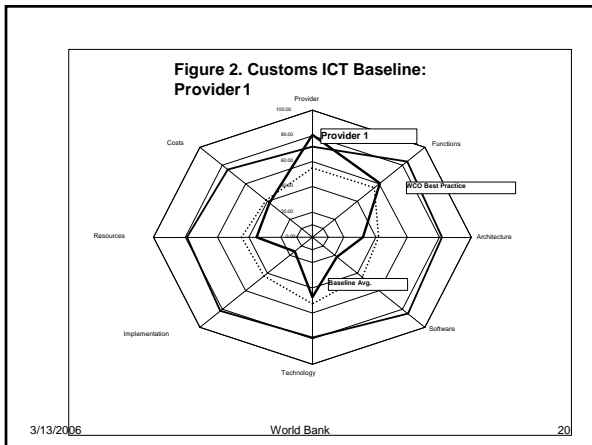 Figure 2. Customs ICT Baseline:
Provider 1
Provider
100.00
80.00
60.00
40.00
20.00
0.00
Provider 1
Costs
Functions
WCO Best Practice
Resources
Architecture
Baseline Avg.
Implementation
Software
Technology
3/13/2006
World Bank
20